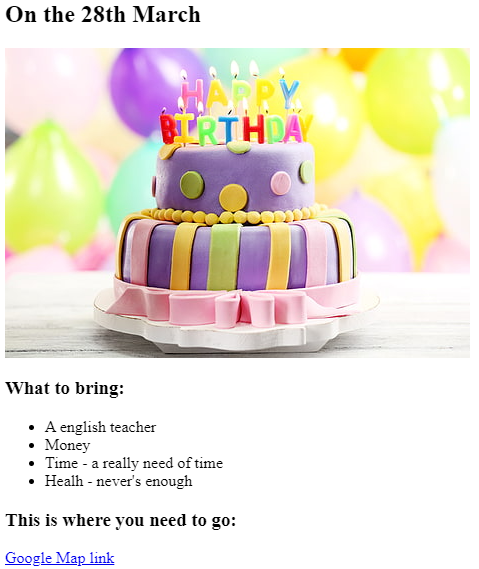 On the 28th March
HAPPY
BIRTHDAY
What to bring:
A english teacher
Money
Time - a really need of time
Healh - never's enough
This is where you need to go:
Google Map link